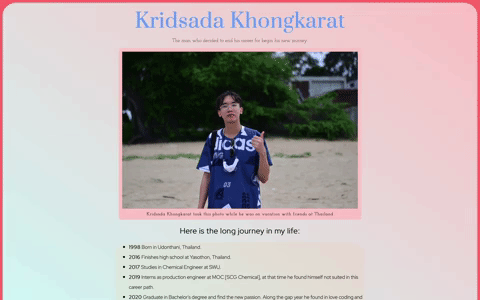 Kridsada Khongkarat
The man, who decided to end his career for begin his new journey
adidas
03
Kridsada Khongkarat took this photo while he was on vacation with friends at Thailand.
Here is the long journey in my life:
1998 Born in Udonthani, Thailand.
2016 Finishes high school at Yasothon, Thailand.
2017 Studies in Chemical Engineer at SWU.
2019 Interns as production engineer at MOC [SCG Chemical], at that time he found himself not suited in this
career path.
2020 Graduate in Bachelor's degree and find the new passion. Along the gap year he found in love coding and